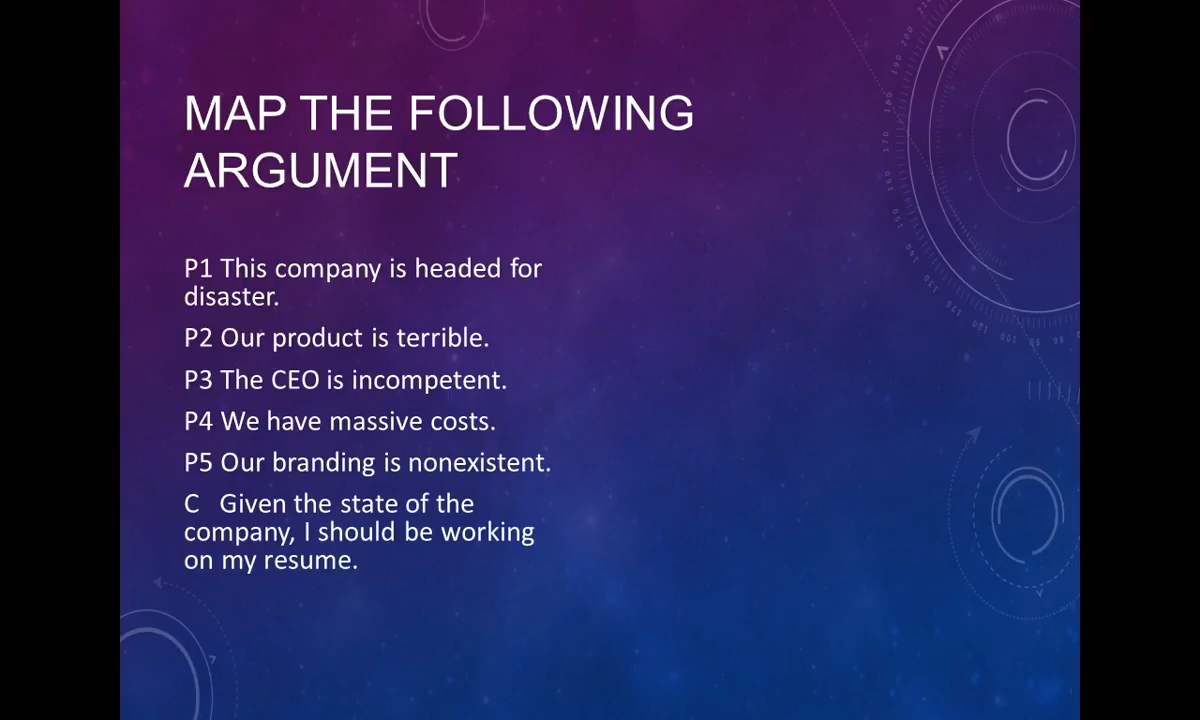 MAP THE FOLLOWING
ARGUMENT
P1 This company is headed for
disaster.
P2 Our product is terrible.
P3 The CEO is incompetent.
P4 We have massive costs.
P5 Our branding is nonexistent.
C   Given the state of the
company, I should be working
on my resume.